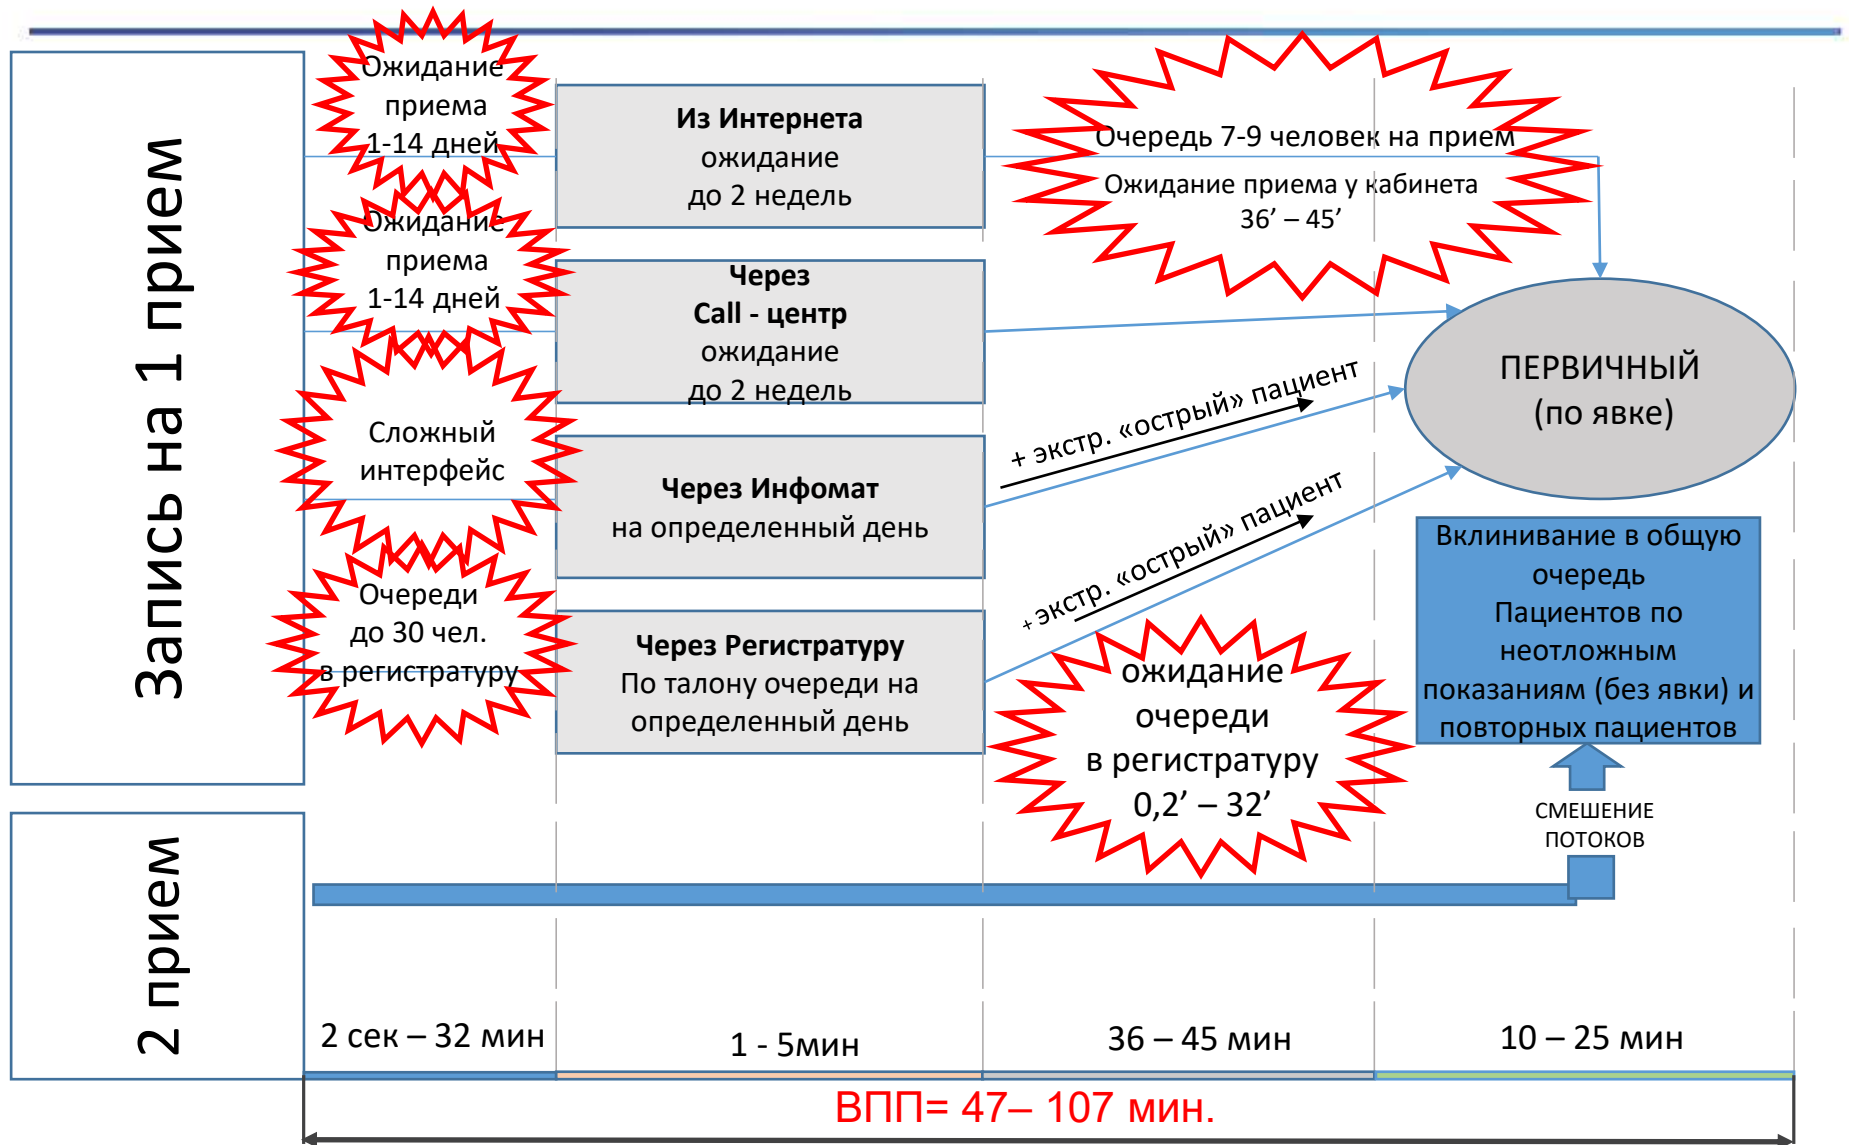 Запись на 1 прием
Ожидание
приема
1-14 дней
Ожидание
приема
1-14 дней
Сложный
интерфейс
Очереди
до 30 чел.
в регистратуру
Из Интернета
ожидание
до 2 недель
Через
Call - центр
ожидание
до 2 недель
Через Инфомат
на определенный день
Через Регистратуру
По талону очереди на
определенный день
Очередь 7-9 человек на прием
Ожидание приема у кабинета
36’ – 45’
+ экстр. «острый» пациент
+ экстр. «острый» пациент
ожидание
очереди
в регистратуру
0,2’ – 32’
ПЕРВИЧНЫЙ
(по явке)
Вклинивание в общую
очередь
Пациентов по
неотложным
показаниям (без явки) и
повторных пациентов
СМЕШЕНИЕ
ПОТОКОВ
2 прием
2 сек – 32 мин
1 - 5мин
36 – 45 мин
10 – 25 мин
ВПП= 47– 107 мин.